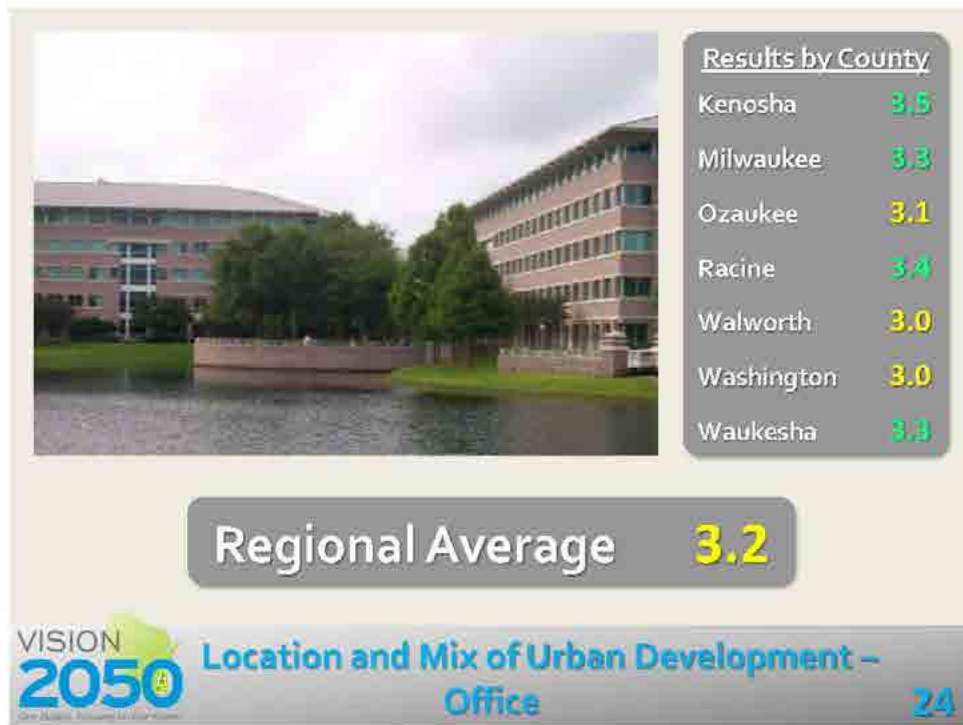 Results by County
Kenosha 3.5
Milwaukee 3.3
Ozaukee 3.1
Racine 3.4
Walworth 3.0
Washington 3.0
Waukesha 3.3
Regional Average 3.2
VISION
2050
Location and Mix of Urban Development –
Office
24